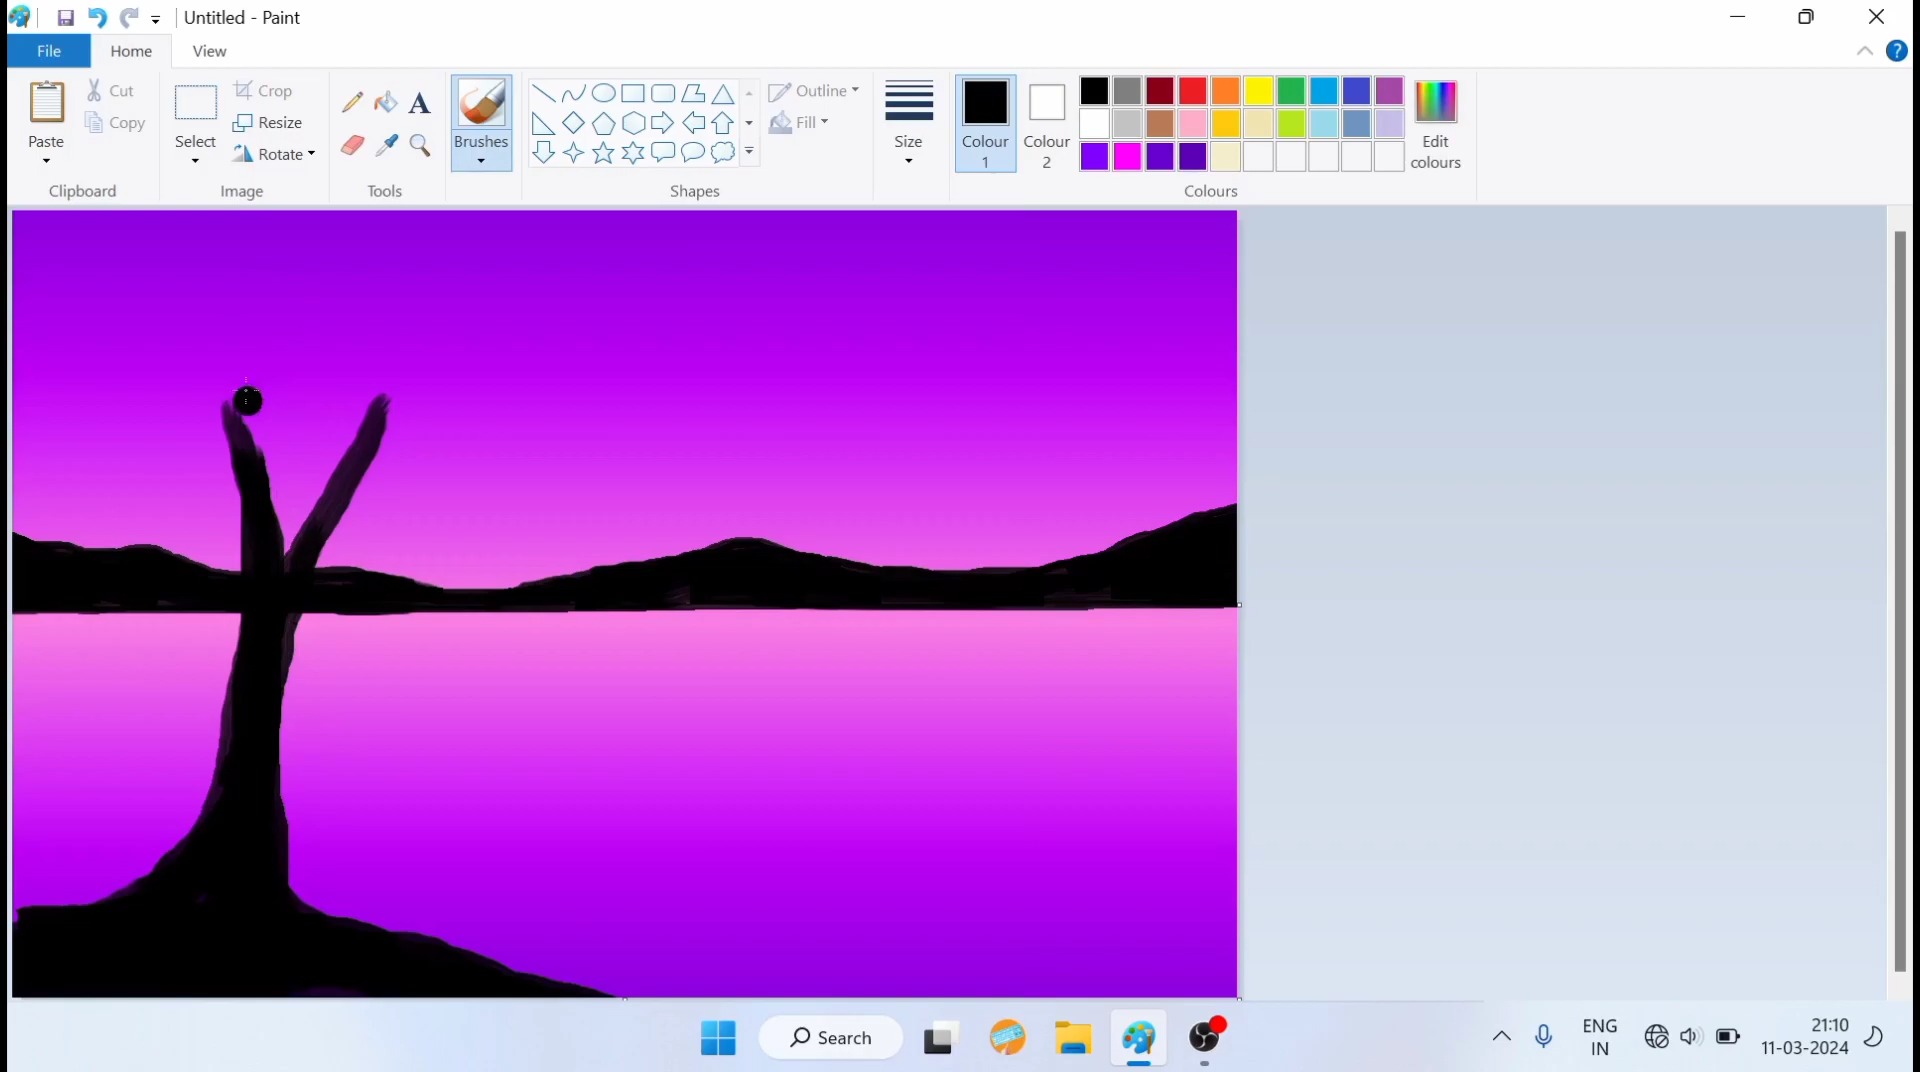 Untitled - Paint
File Home View
Paste
Cut
Copy
Clipboard
Select
Crop
Resize
Rotate
Image
A
Tools
Brushes
Shapes
Outline
Fill
Size
Colour
1
Colour
2
Edit
colours
Colours
?
Search
ENG
IN
21:10
11-03-2024